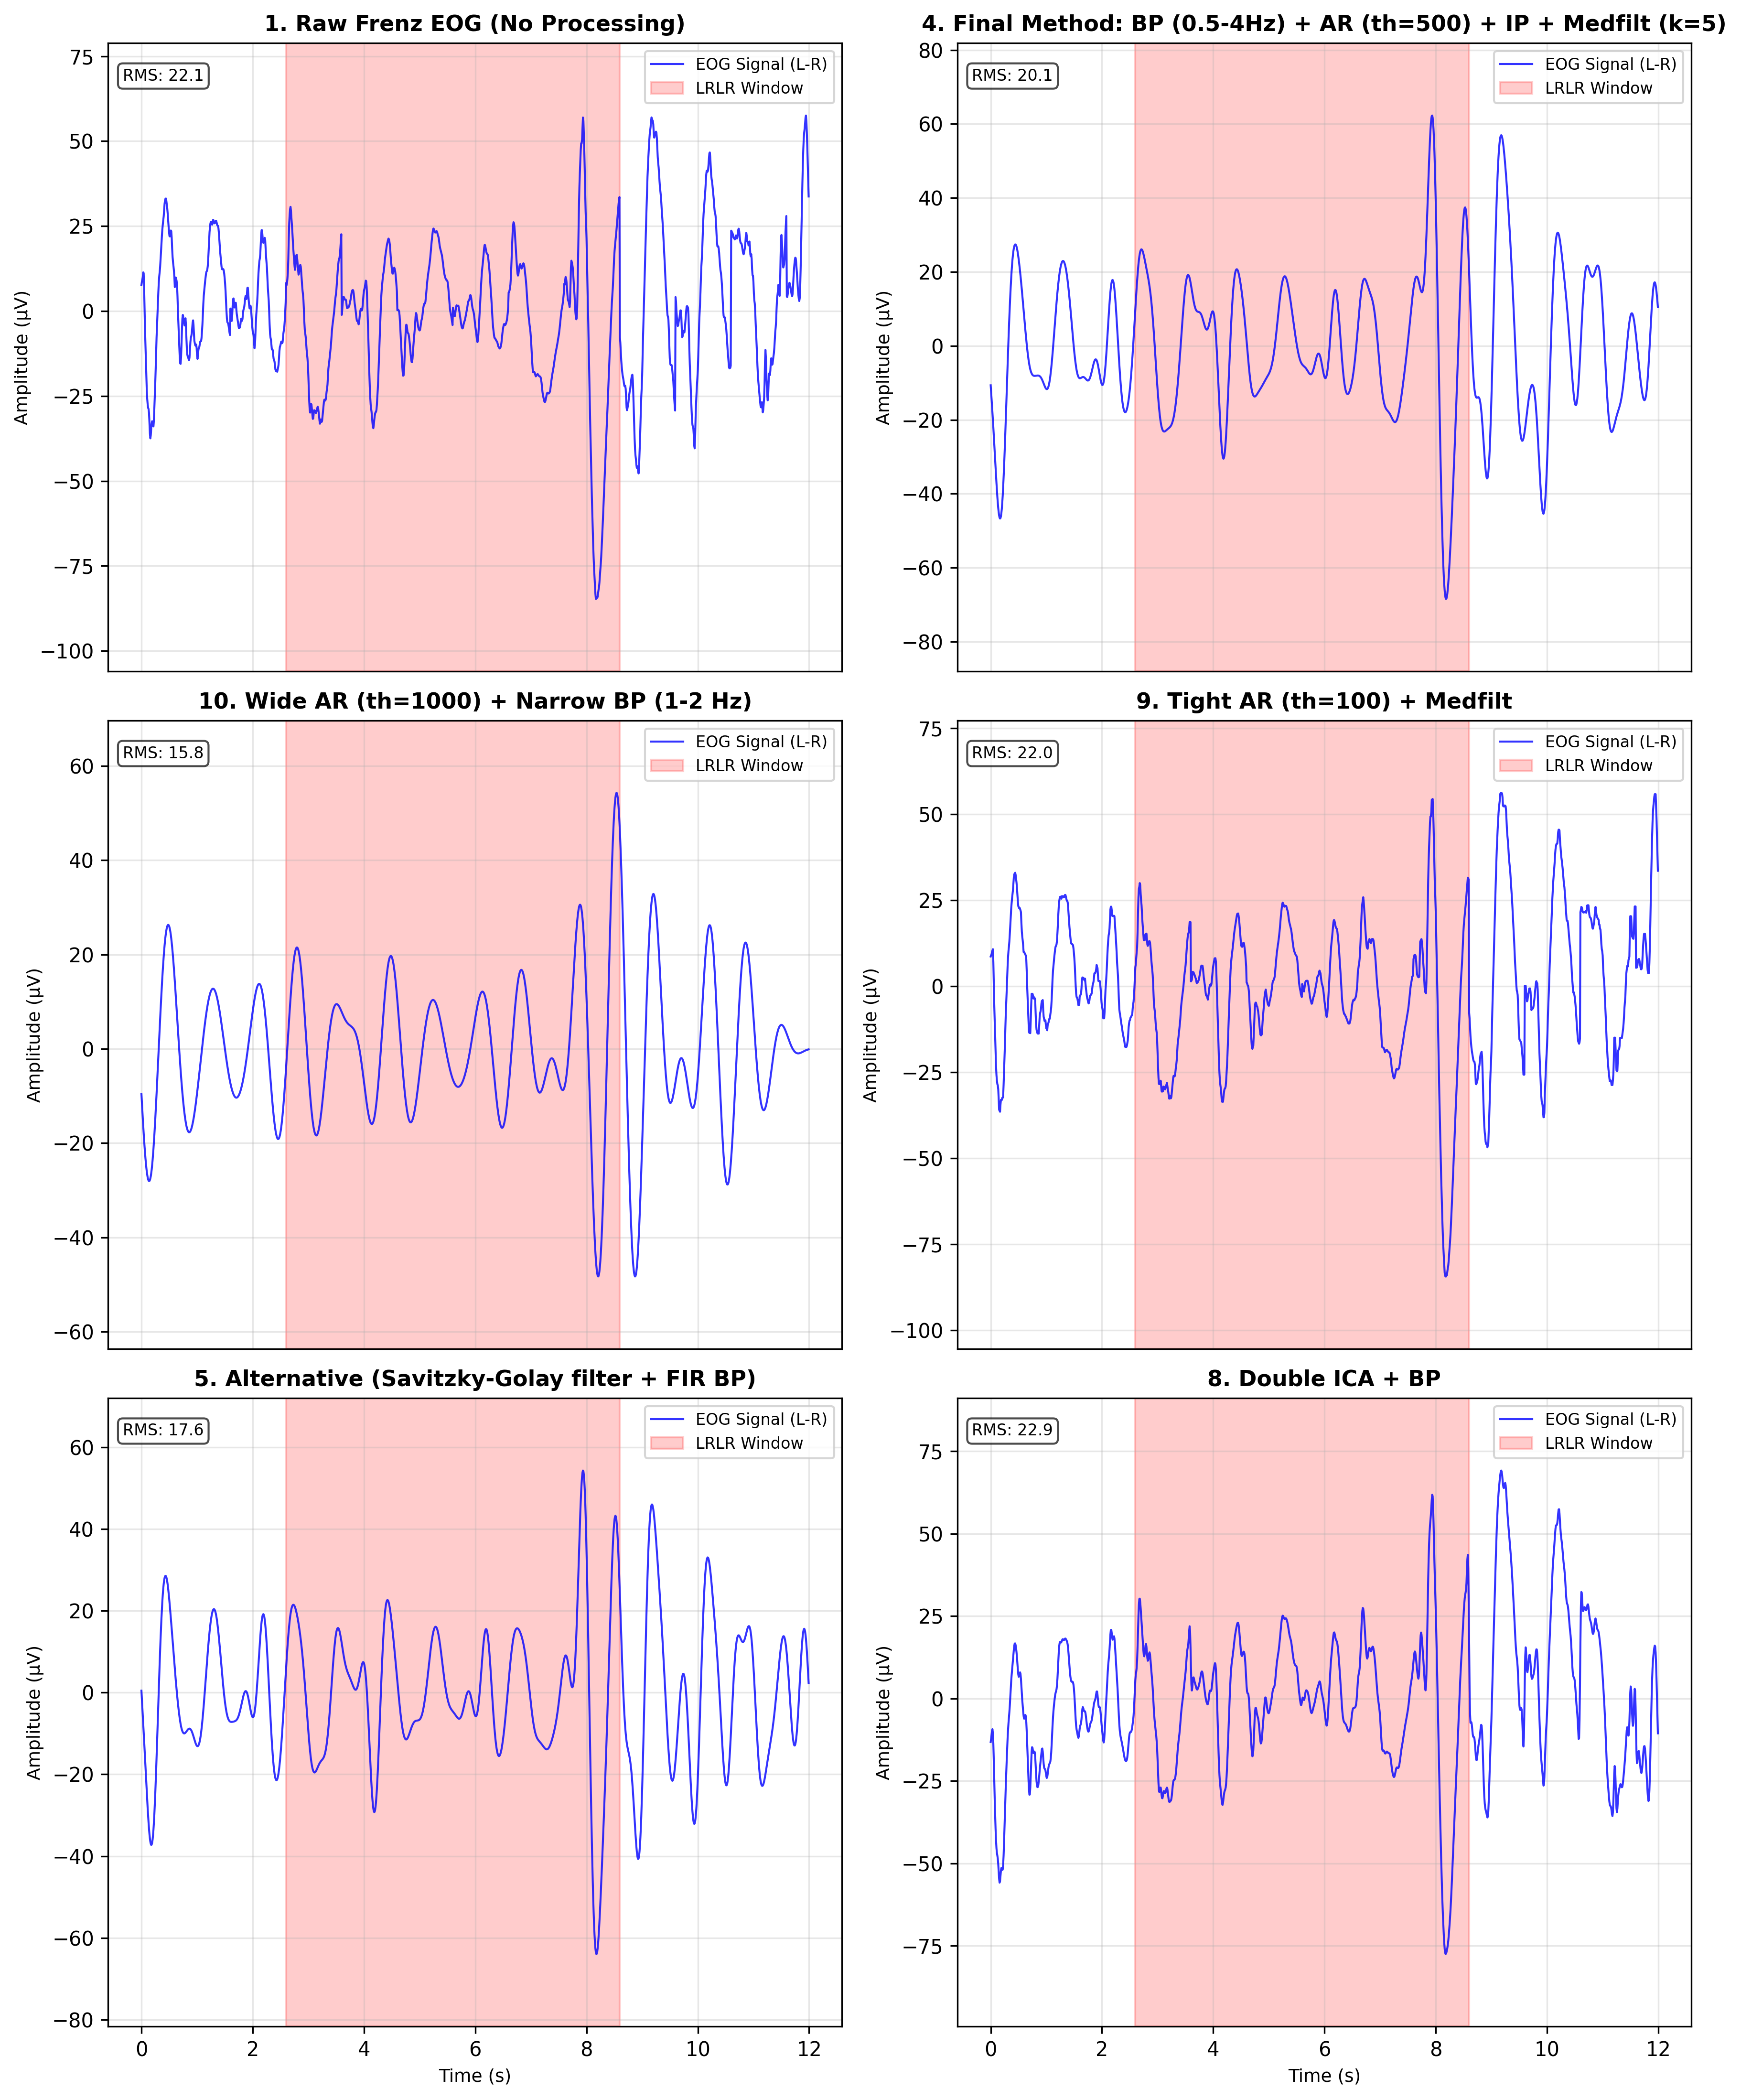 1. Raw Frenz EOG (No Processing)
RMS: 22.1
EOG Signal (L-R)
LRLR Window
Amplitude (µV)
75
50
25
0
−25
−50
−75
−100
4. Final Method: BP (0.5-4Hz) + AR (th=500) + IP + Medfilt (k=5)
RMS: 20.1
EOG Signal (L-R)
LRLR Window
Amplitude (µV)
80
60
40
20
0
−20
−40
−60
−80
10. Wide AR (th=1000) + Narrow BP (1-2 Hz)
RMS: 15.8
EOG Signal (L-R)
LRLR Window
Amplitude (µV)
60
40
20
0
−20
−40
−60
9. Tight AR (th=100) + Medfilt
RMS: 22.0
EOG Signal (L-R)
LRLR Window
Amplitude (µV)
75
50
25
0
−25
−50
−75
−100
5. Alternative (Savitzky-Golay filter + FIR BP)
RMS: 17.6
EOG Signal (L-R)
LRLR Window
Amplitude (µV)
60
40
20
0
−20
−40
−60
−80
0 2 4 6 8 10 12
Time (s)
8. Double ICA + BP
RMS: 22.9
EOG Signal (L-R)
LRLR Window
Amplitude (µV)
75
50
25
0
−25
−50
−75
0 2 4 6 8 10 12
Time (s)